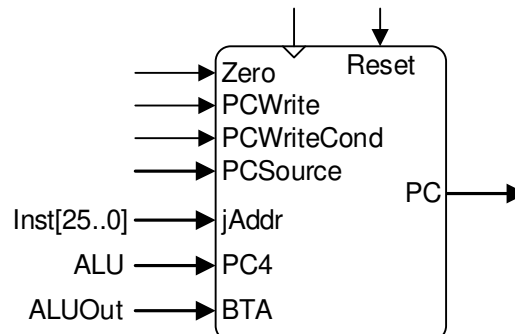 Reset
Zero
PCWrite
PCWriteCond
PCSource
PC
Inst[25..0] jAddr
ALU PC4
ALUOut BTA